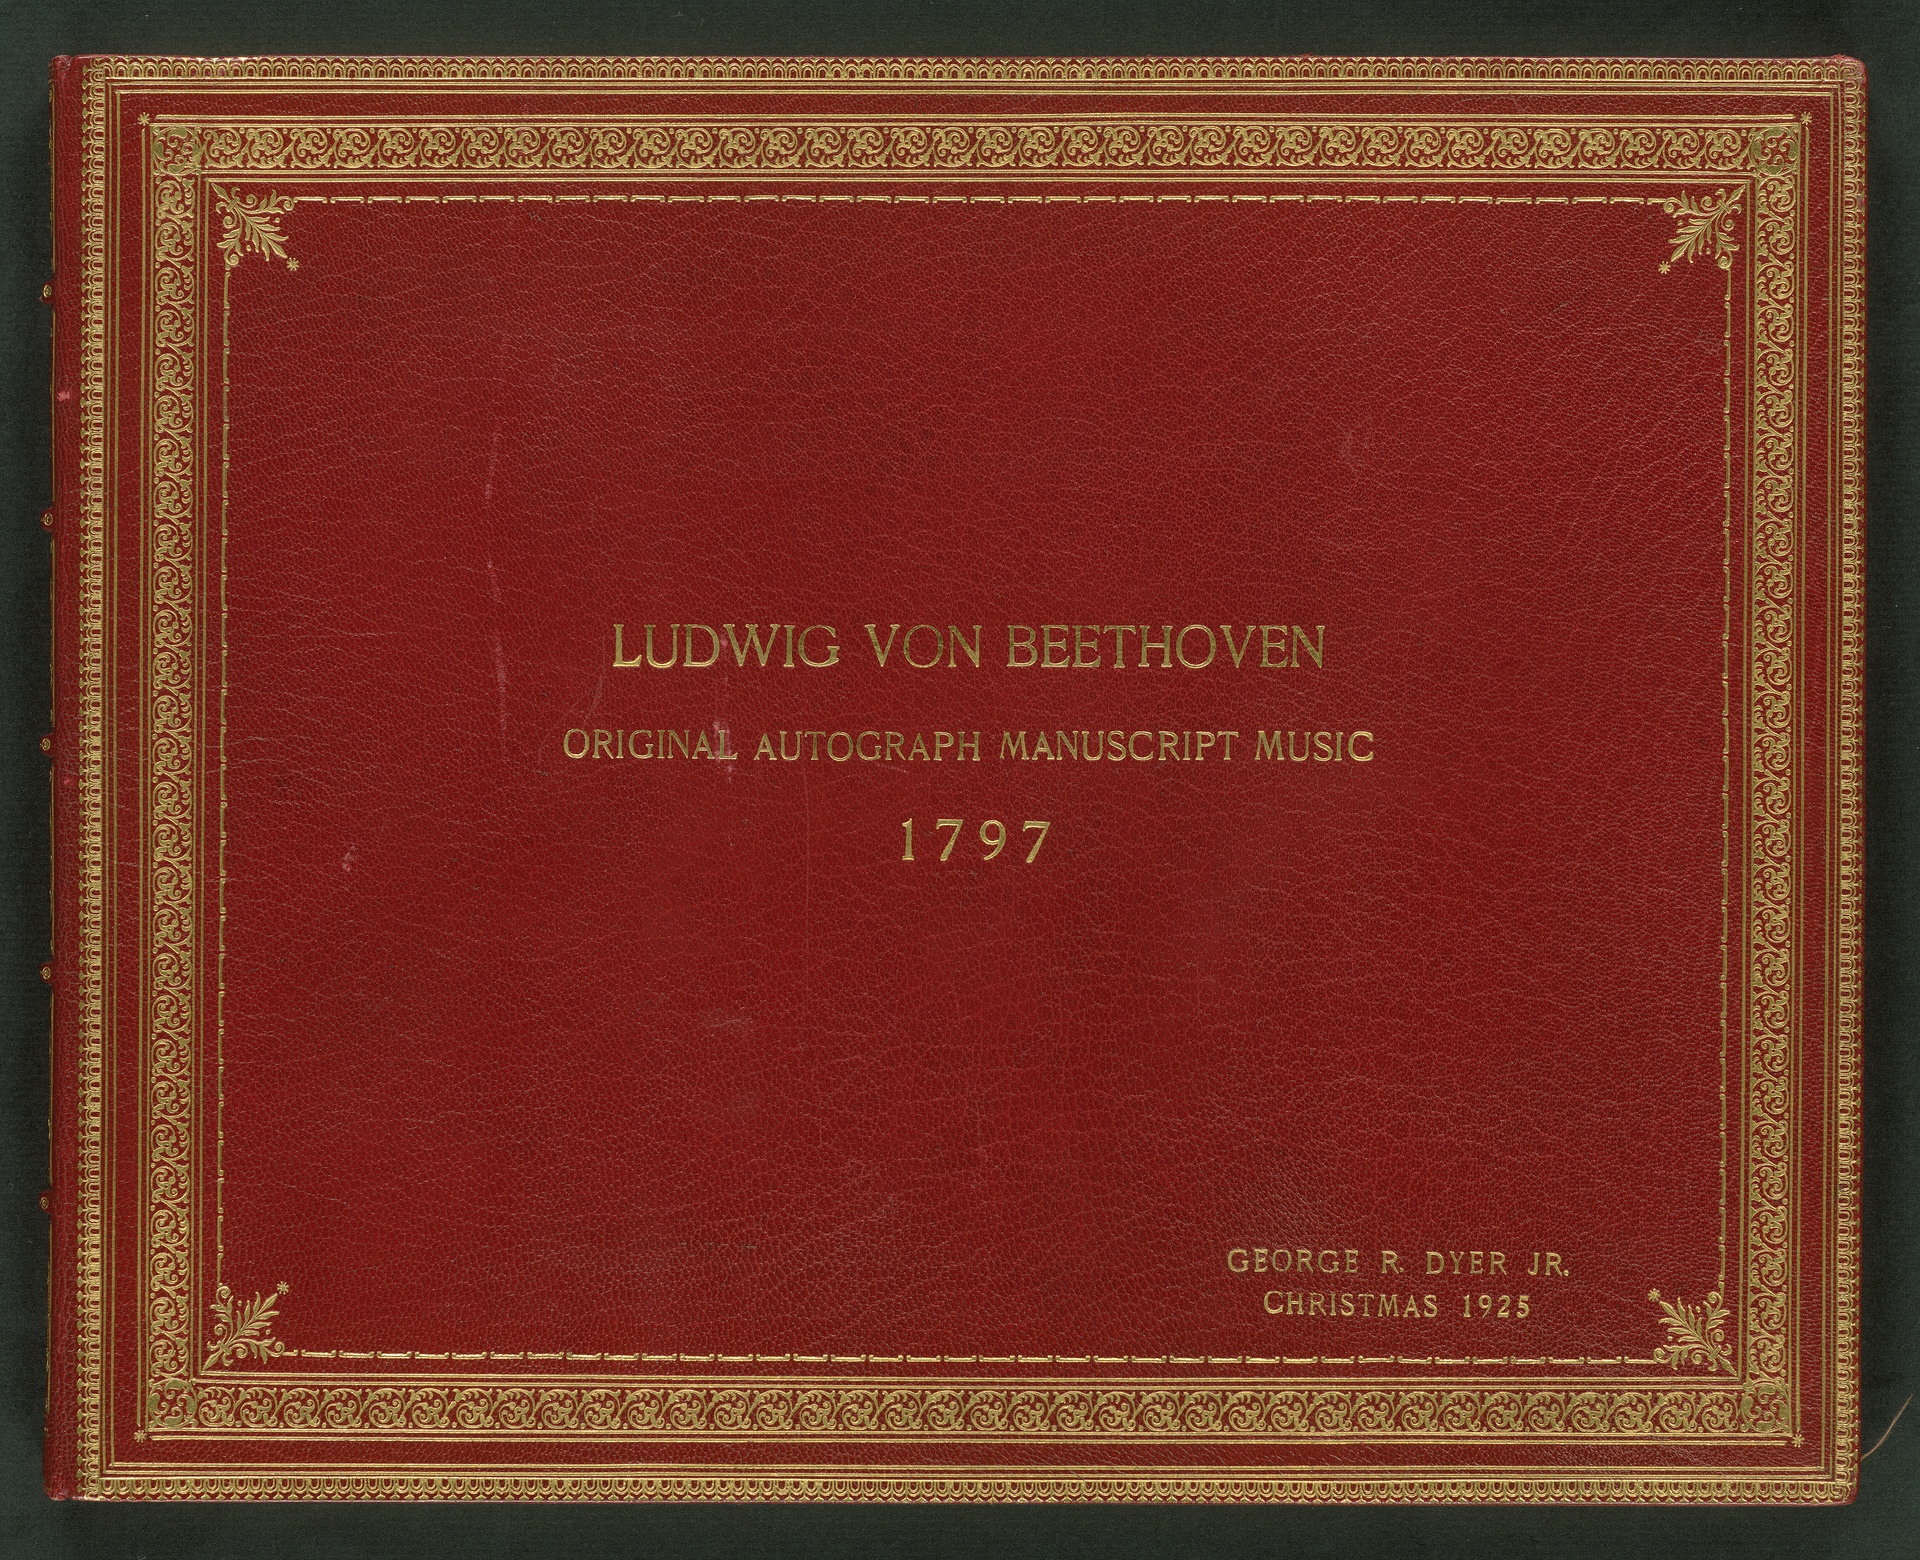 LUDWIG VON BEETHOVEN
ORIGINAL AUTOGRAPH MANUSCRIPT MUSIC
1797
GEORGE R. DYER JR.
CHRISTMAS 1925